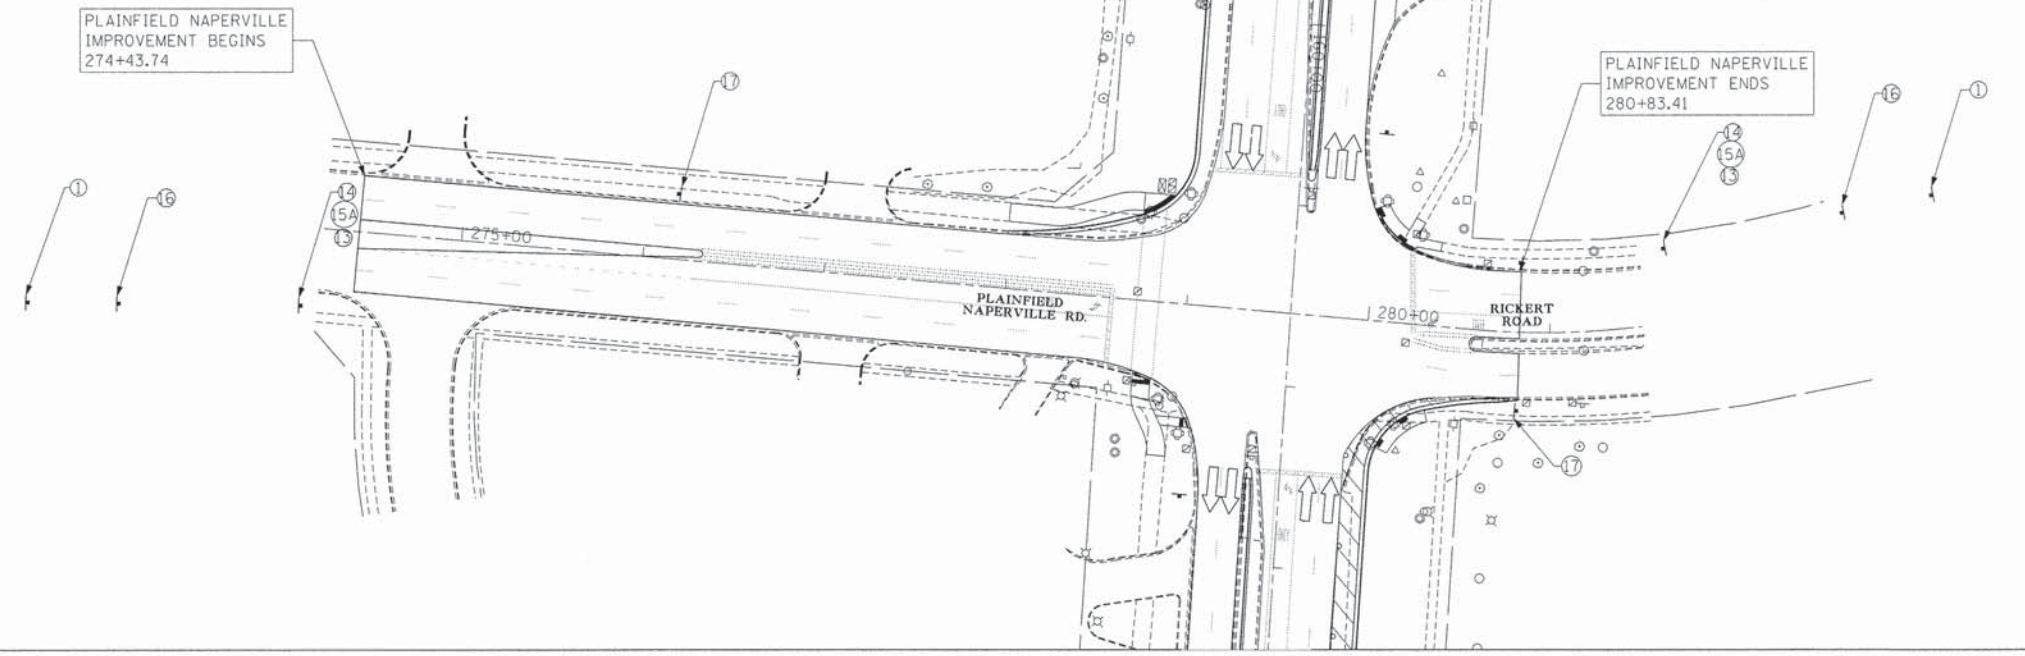 PLAINFIELD NAPERVILLE
IMPROVEMENT BEGINS
274+43.74
17
PLAINFIELD NAPERVILLE
IMPROVEMENT ENDS
280+83.41
16
1
14
15A
13
1
16
14
15A
13
275+00
PLAINFIELD
NAPERVILLE RD.
280+00
RICKERT
ROAD
17